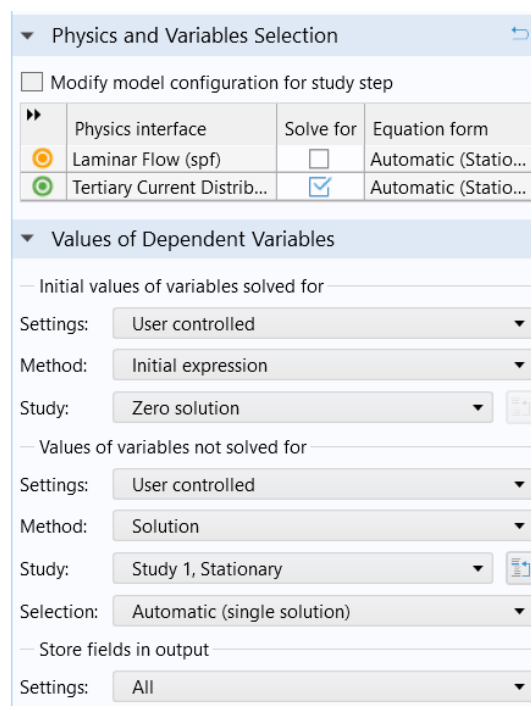 Physics and Variables Selection
Modify model configuration for study step
Physics interface Solve for Equation form
Laminar Flow (spf) Automatic (Statio...
Tertiary Current Distrib... Automatic (Statio...
Values of Dependent Variables
Initial values of variables solved for
Settings: User controlled
Method: Initial expression
Study: Zero solution
Values of variables not solved for
Settings: User controlled
Method: Solution
Study: Study 1, Stationary
Selection: Automatic (single solution)
Store fields in output
Settings: All